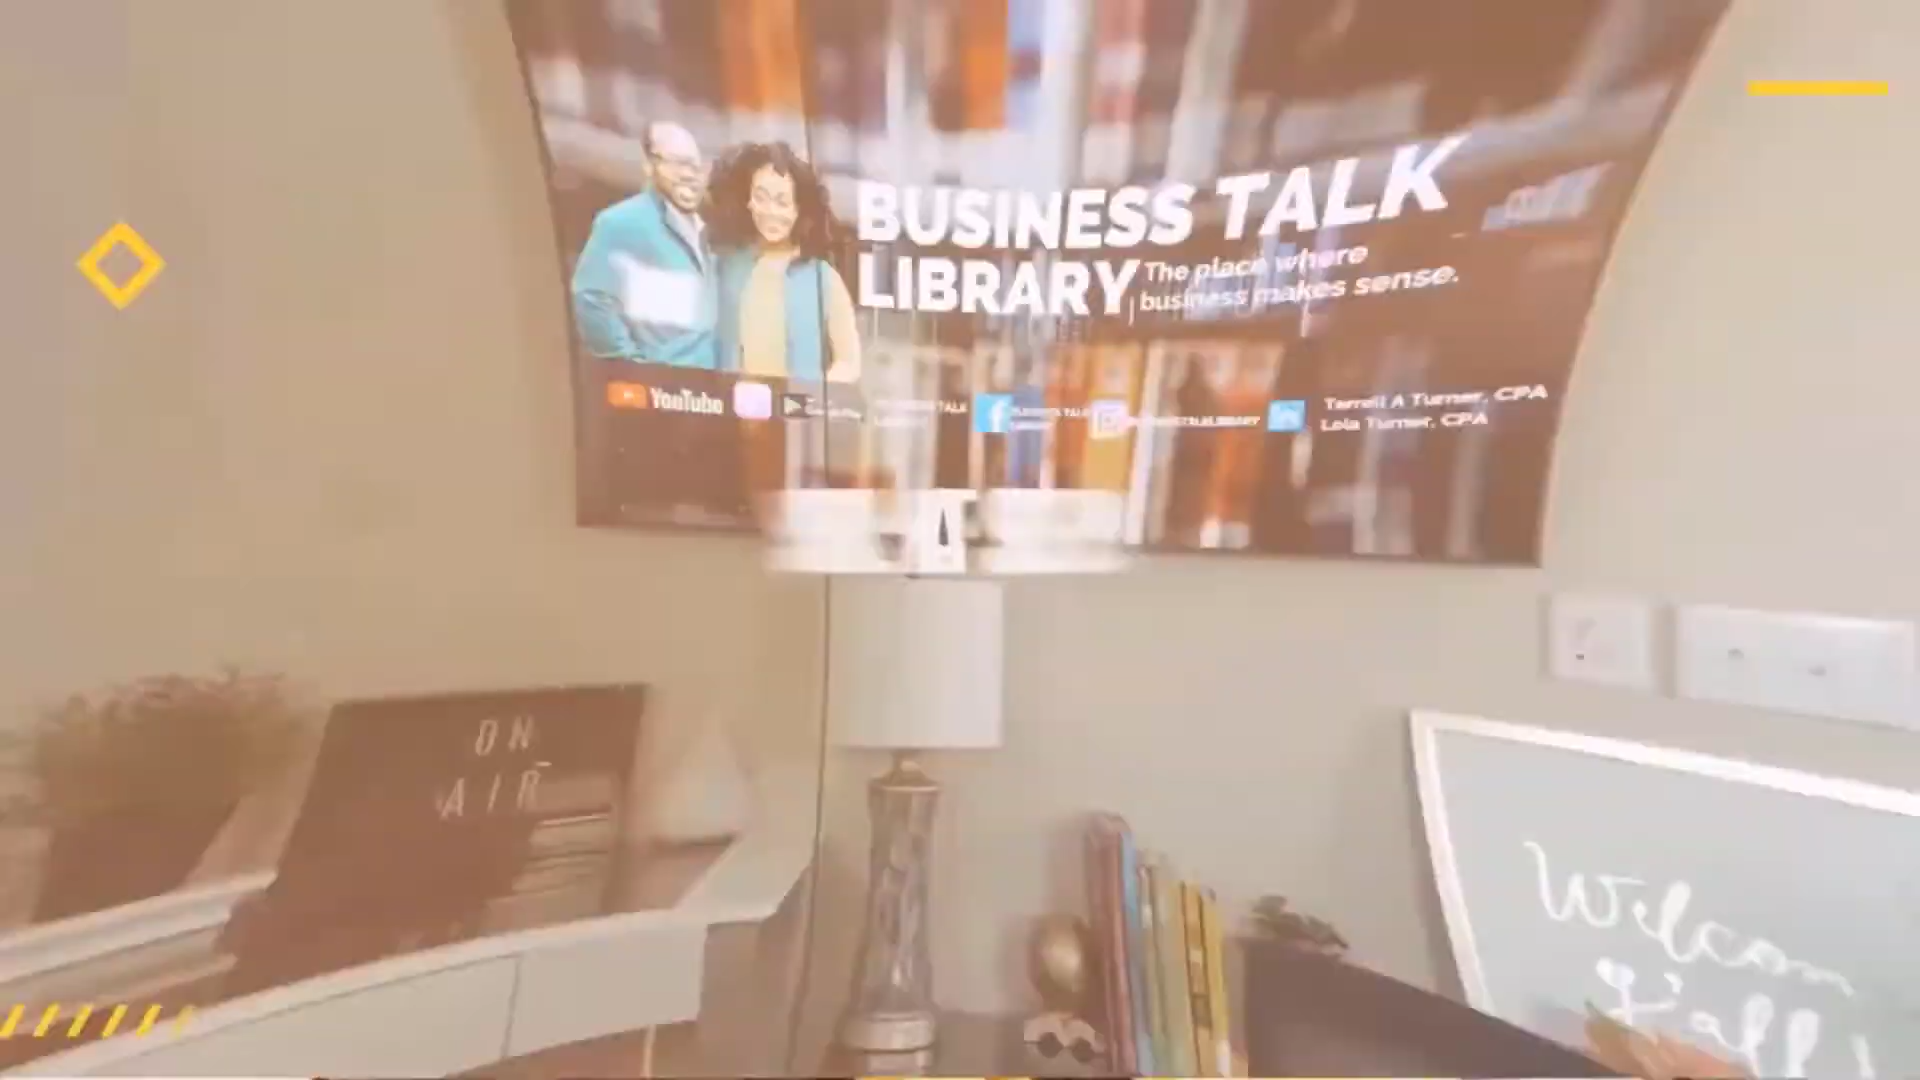 BUSINESS TALK
LIBRARY
The place where
business makes sense.
YouTube
Terrell A Turner, CPA
Lola Turner, CPA
ON
AIR
Welcom
Y'all!